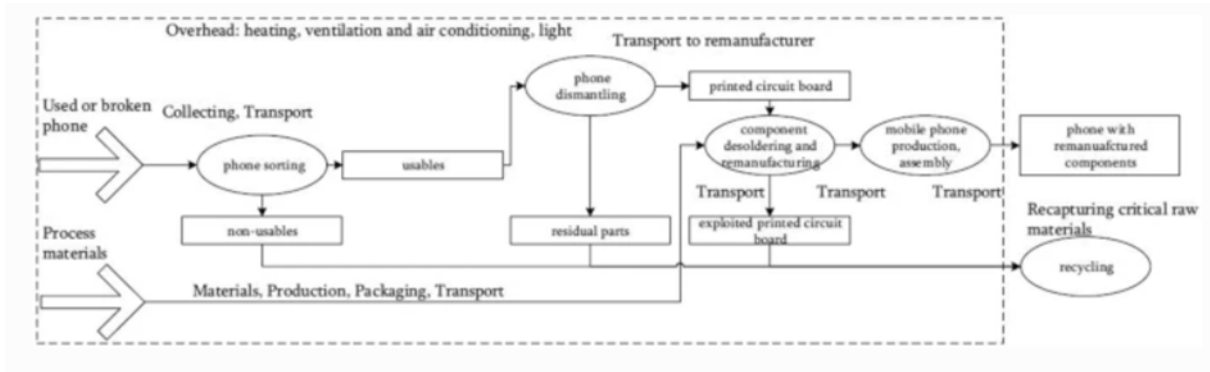 Overhead: heating, ventilation and air conditioning, light
Transport to remanufacturer
Used or broken
phone
Collecting, Transport
phone sorting
usables
non-usables
phone
dismantling
residual parts
printed circuit board
component
desoldering and
remanufacturing
mobile phone
production,
assembly
phone with
remanuafctured
components
Transport
Transport
Transport
exploited printed circuit
board
Recapturing critical raw
materials
recycling
Process
materials
Materials, Production, Packaging, Transport